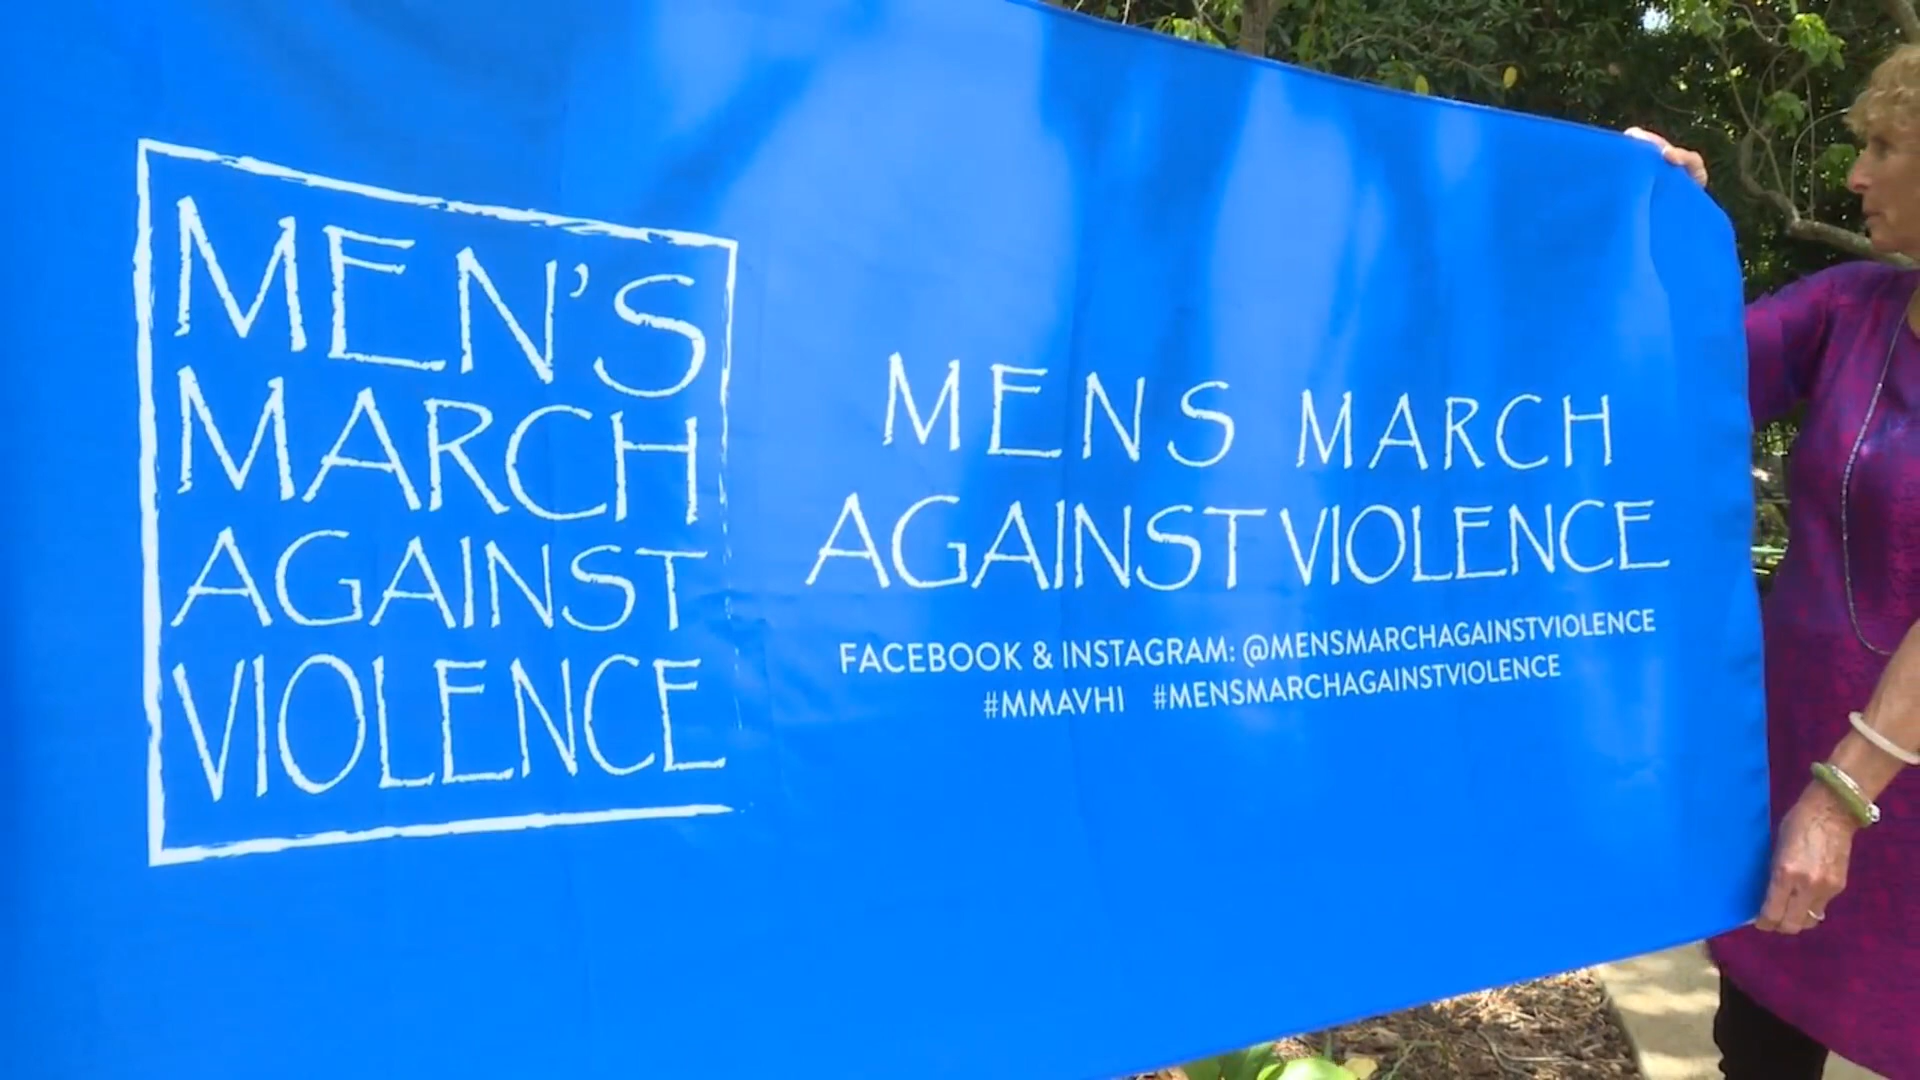 MEN'S
MARCH
AGAINST
VIOLENCE
MENS MARCH
AGAINST VIOLENCE
FACEBOOK & INSTAGRAM: @MENSMARCHAGAINSTVIOLENCE
#MMAVHI #MENSMARCHAGAINSTVIOLENCE